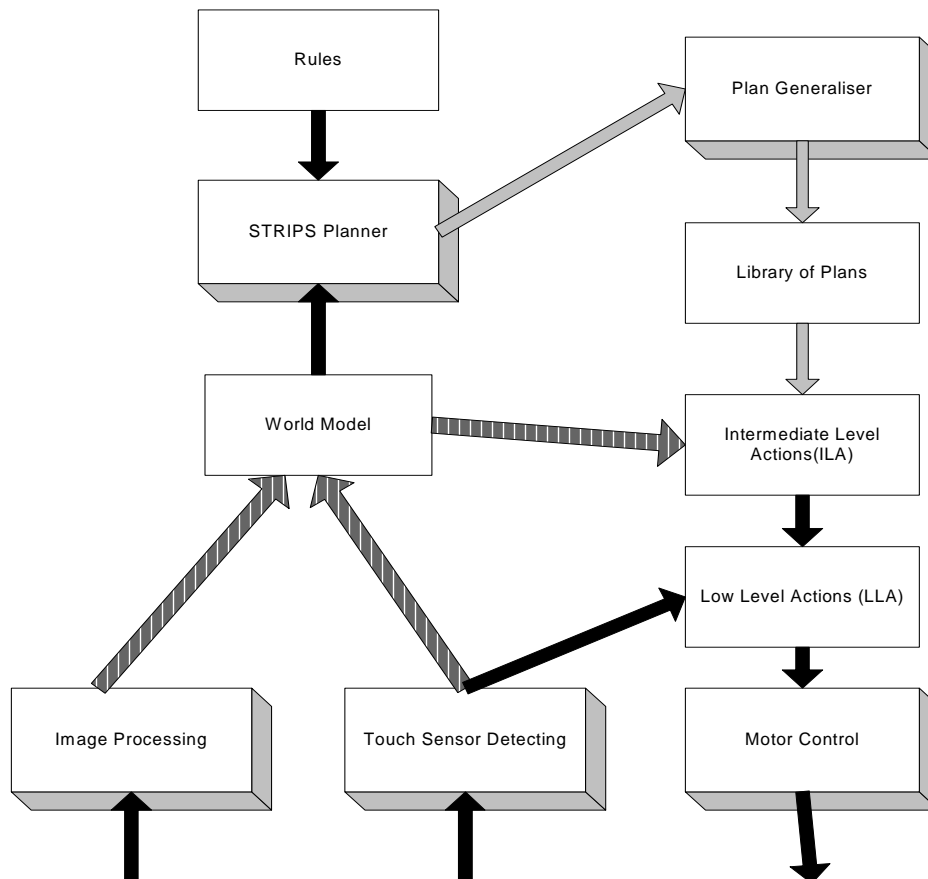 Rules
Plan Generaliser
STRIPS Planner
Library of Plans
World Model
Intermediate Level
Actions(ILA)
Low Level Actions (LLA)
Image Processing
Touch Sensor Detecting
Motor Control